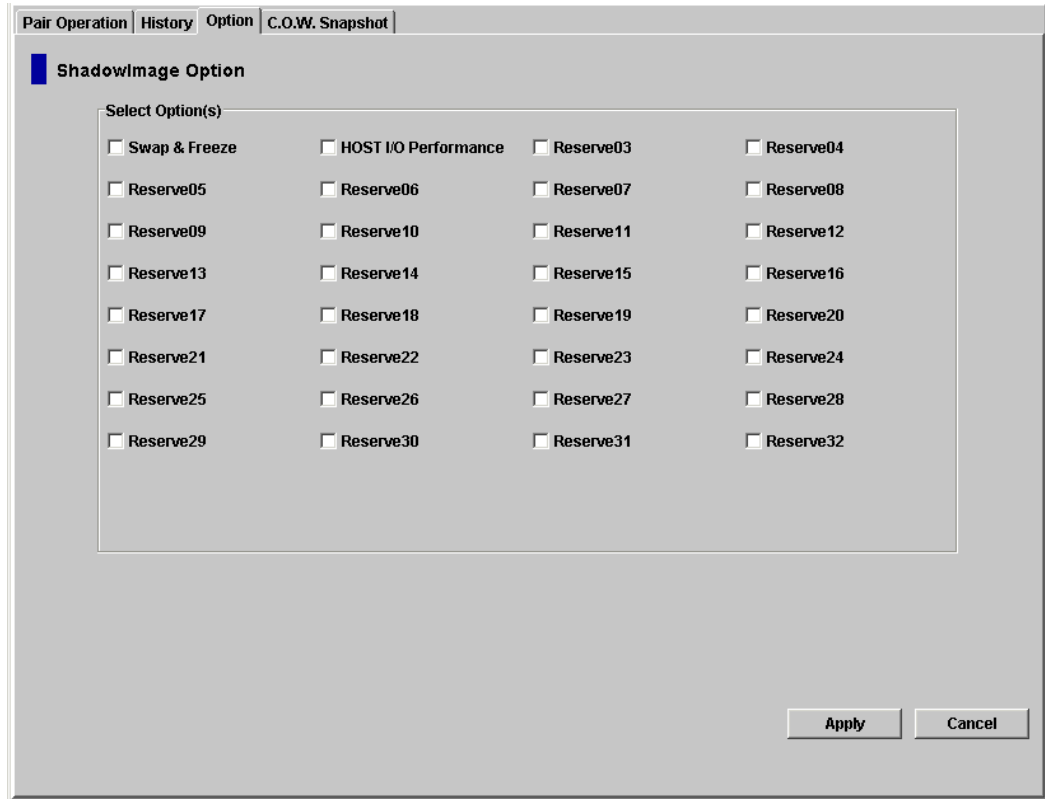 Pair Operation History Option C.O.W. Snapshot
ShadowImage Option
Select Option(s)
Swap & Freeze HOST I/O Performance Reserve03 Reserve04
Reserve05 Reserve06 Reserve07 Reserve08
Reserve09 Reserve10 Reserve11 Reserve12
Reserve13 Reserve14 Reserve15 Reserve16
Reserve17 Reserve18 Reserve19 Reserve20
Reserve21 Reserve22 Reserve23 Reserve24
Reserve25 Reserve26 Reserve27 Reserve28
Reserve29 Reserve30 Reserve31 Reserve32
Apply Cancel